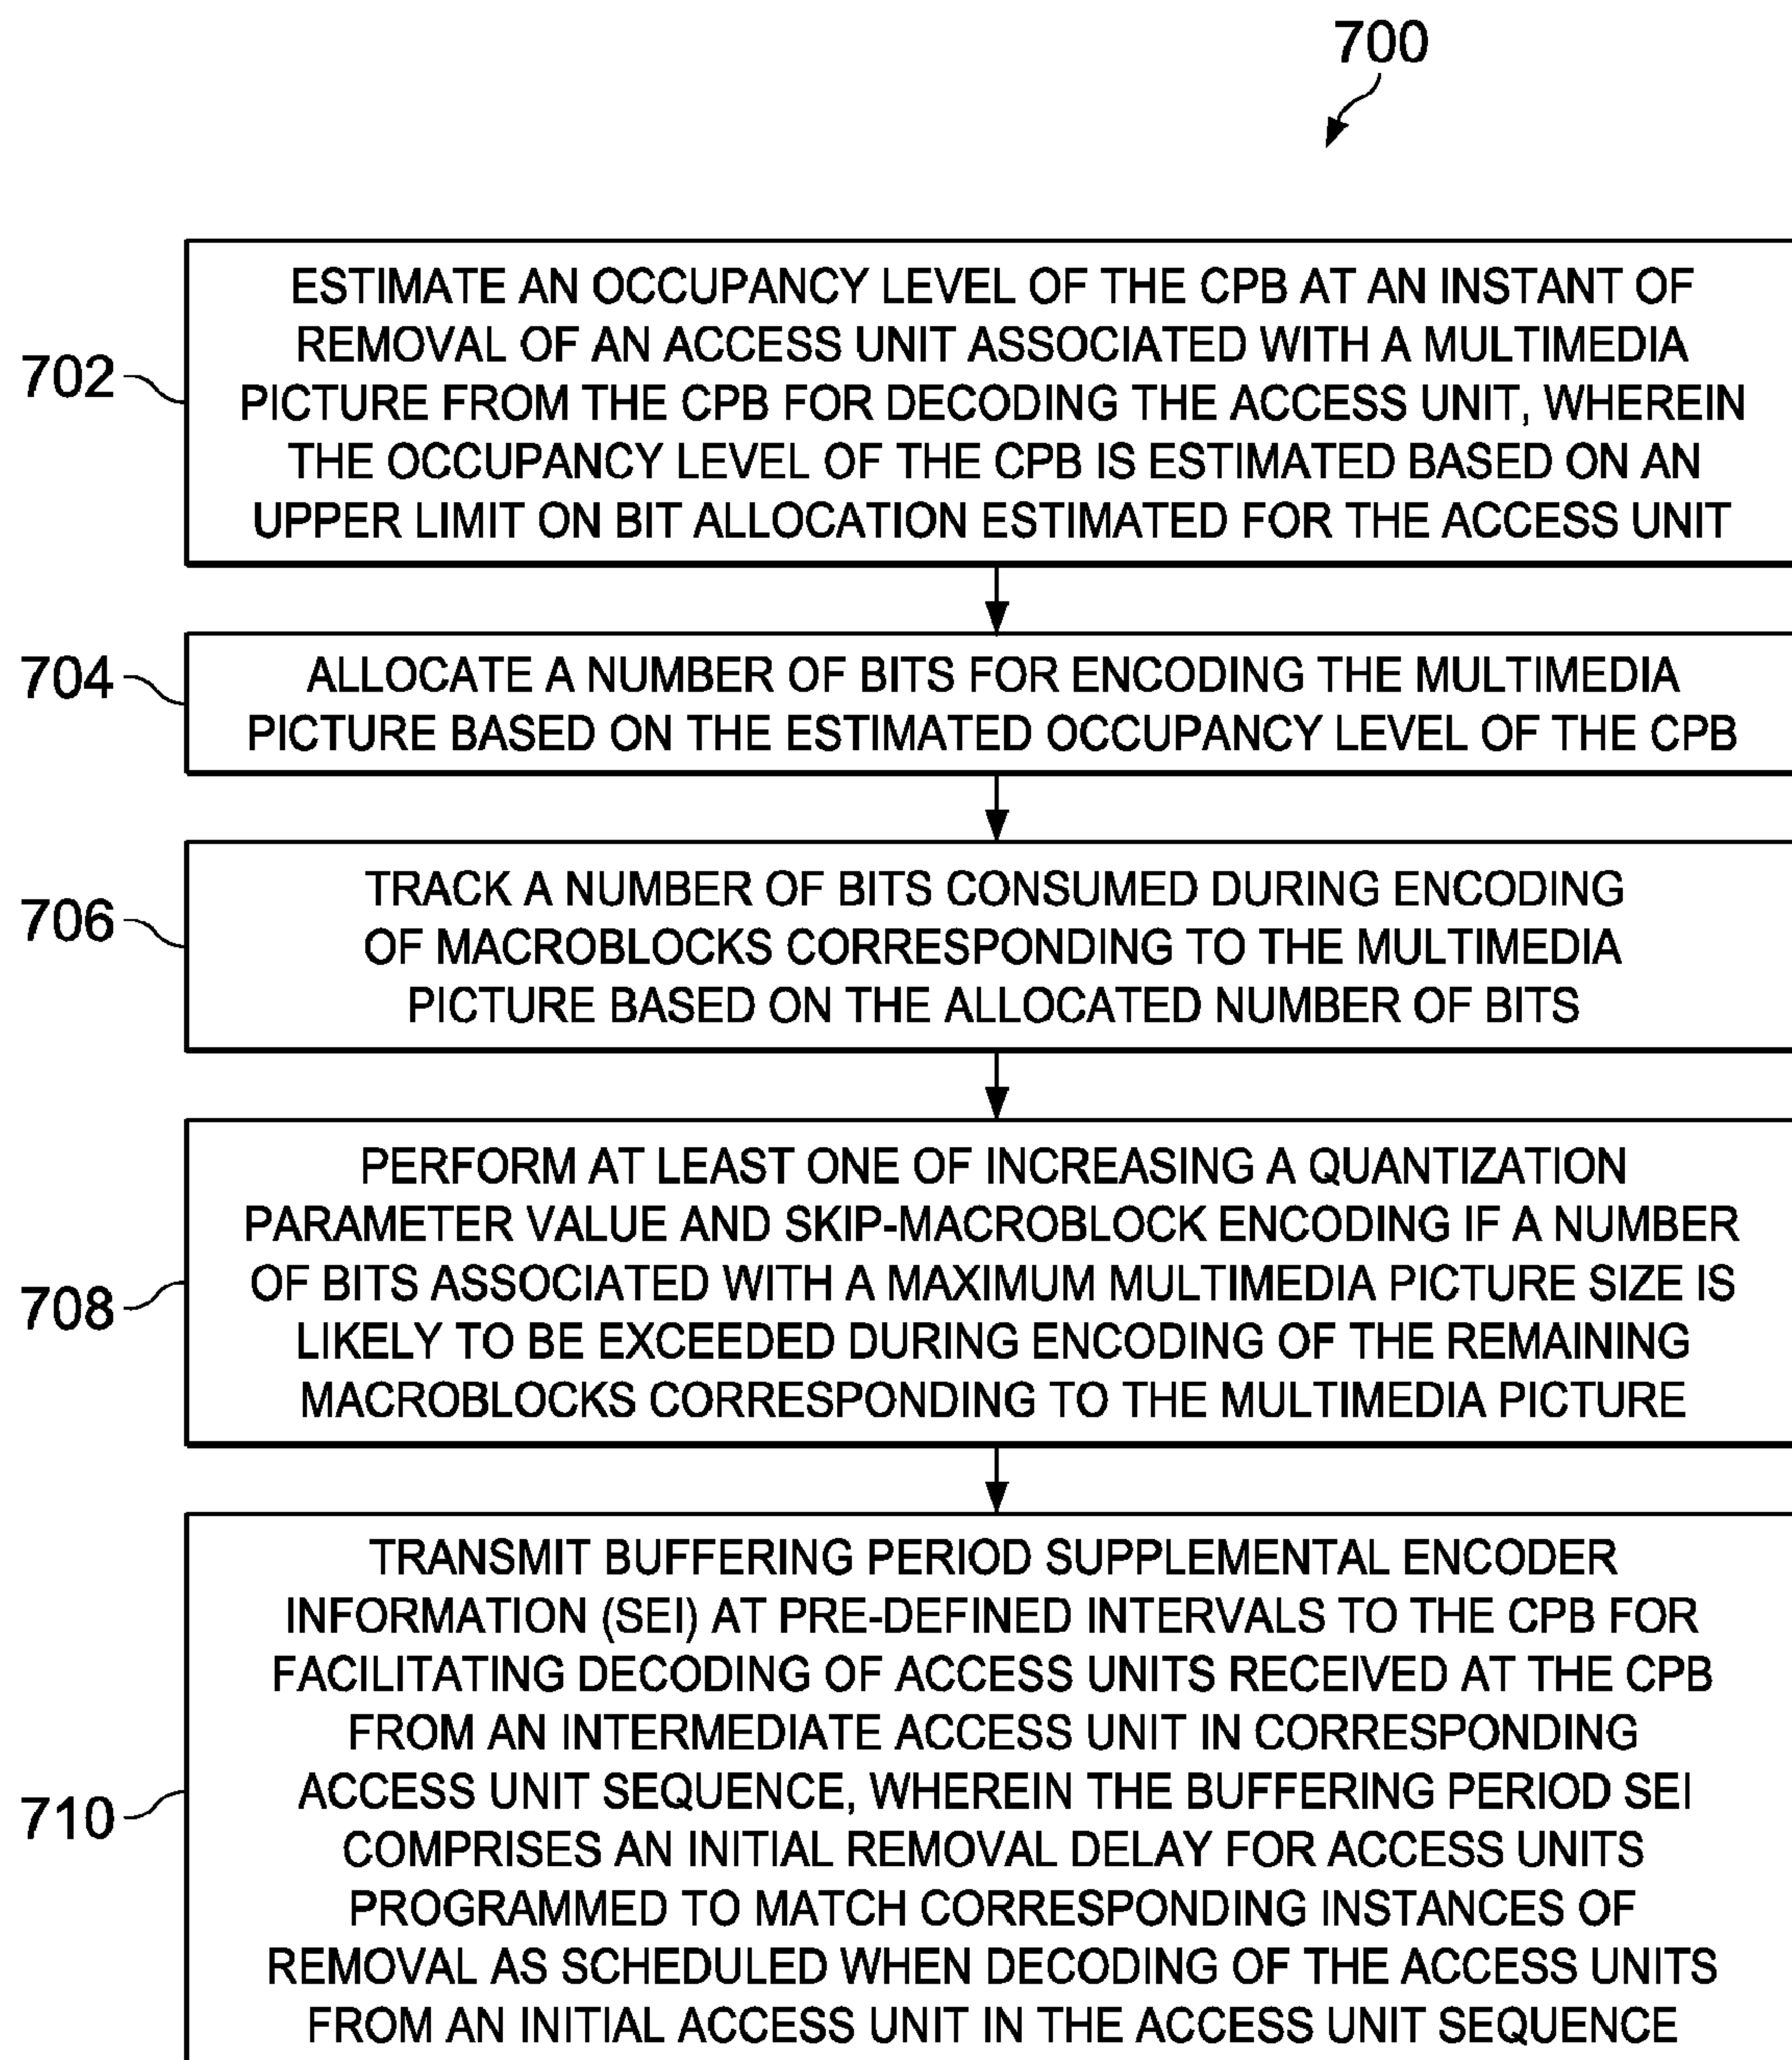 700
702
ESTIMATE AN OCCUPANCY LEVEL OF THE CPB AT AN INSTANT OF
REMOVAL OF AN ACCESS UNIT ASSOCIATED WITH A MULTIMEDIA
PICTURE FROM THE CPB FOR DECODING THE ACCESS UNIT, WHEREIN
THE OCCUPANCY LEVEL OF THE CPB IS ESTIMATED BASED ON AN
UPPER LIMIT ON BIT ALLOCATION ESTIMATED FOR THE ACCESS UNIT
704
ALLOCATE A NUMBER OF BITS FOR ENCODING THE MULTIMEDIA
PICTURE BASED ON THE ESTIMATED OCCUPANCY LEVEL OF THE CPB
706
TRACK A NUMBER OF BITS CONSUMED DURING ENCODING
OF MACROBLOCKS CORRESPONDING TO THE MULTIMEDIA
PICTURE BASED ON THE ALLOCATED NUMBER OF BITS
708
PERFORM AT LEAST ONE OF INCREASING A QUANTIZATION
PARAMETER VALUE AND SKIP-MACROBLOCK ENCODING IF A NUMBER
OF BITS ASSOCIATED WITH A MAXIMUM MULTIMEDIA PICTURE SIZE IS
LIKELY TO BE EXCEEDED DURING ENCODING OF THE REMAINING
MACROBLOCKS CORRESPONDING TO THE MULTIMEDIA PICTURE
710
TRANSMIT BUFFERING PERIOD SUPPLEMENTAL ENCODER
INFORMATION (SEI) AT PRE-DEFINED INTERVALS TO THE CPB FOR
FACILITATING DECODING OF ACCESS UNITS RECEIVED AT THE CPB
FROM AN INTERMEDIATE ACCESS UNIT IN CORRESPONDING
ACCESS UNIT SEQUENCE, WHEREIN THE BUFFERING PERIOD SEI
COMPRISES AN INITIAL REMOVAL DELAY FOR ACCESS UNITS
PROGRAMMED TO MATCH CORRESPONDING INSTANCES OF
REMOVAL AS SCHEDULED WHEN DECODING OF THE ACCESS UNITS
FROM AN INITIAL ACCESS UNIT IN THE ACCESS UNIT SEQUENCE